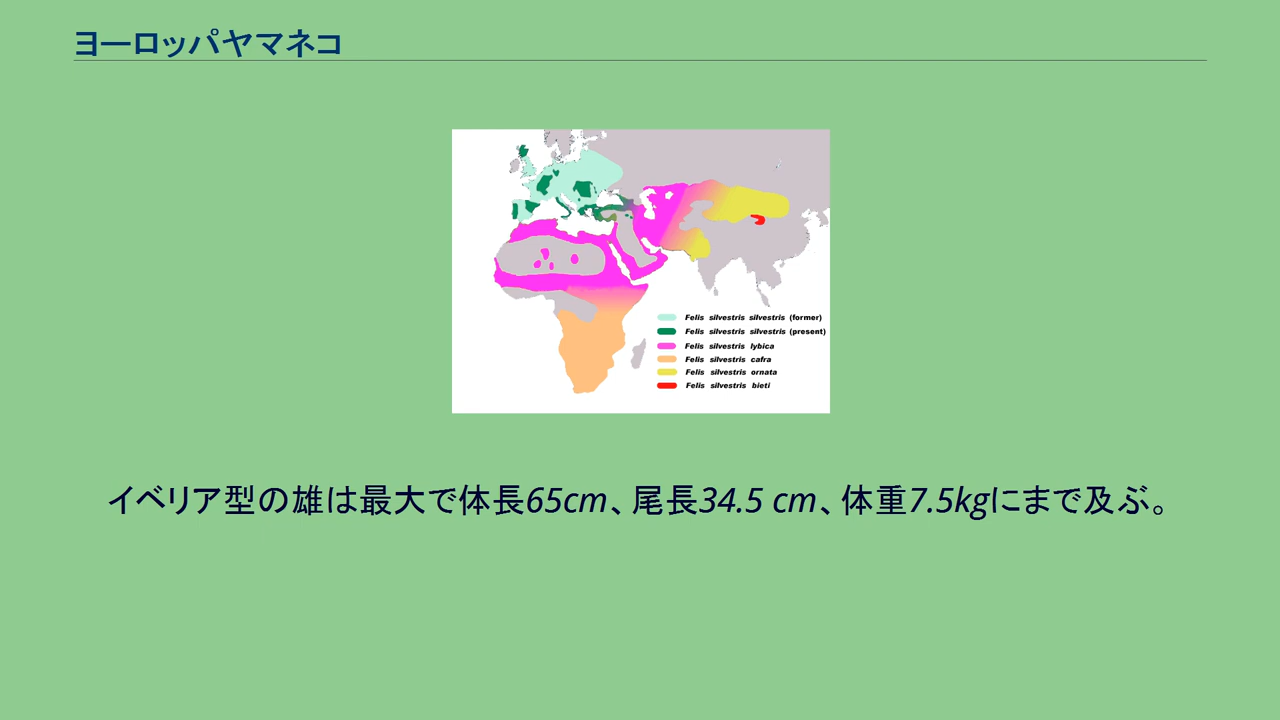 ヨーロッパヤマネコ
Felis silvestris silvestris (former)
Felis silvestris silvestris (present)
Felis silvestris lybica
Felis silvestris cafra
Felis silvestris ornata
Felis silvestris bieti
イベリア型の雄は最大で体長65cm、尾長34.5 cm、体重7.5kgにまで及ぶ。